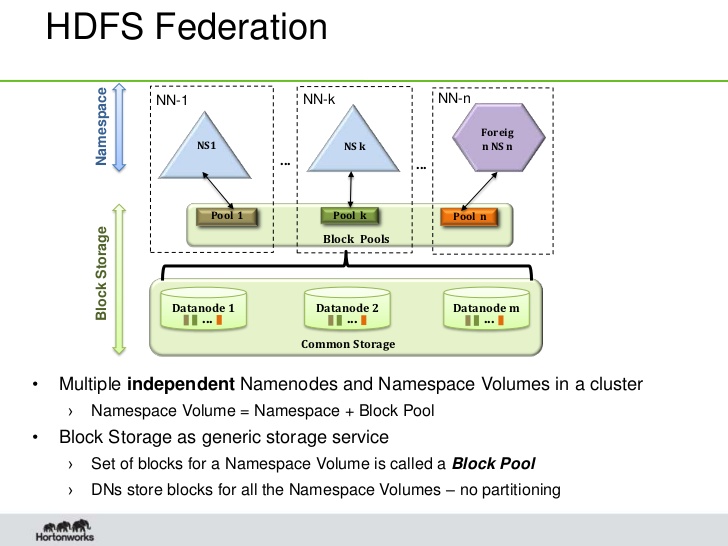 HDFS Federation
Namespace
NN-1
NN-k
NN-n
NS1
...
NS k
...
Foreig
n NS n
Block Storage
Pool 1
Pool k
Pool n
Block Pools
Datanode 1
...
Datanode 2
...
Datanode m
...
Common Storage
• Multiple independent Namenodes and Namespace Volumes in a cluster
› Namespace Volume = Namespace + Block Pool
• Block Storage as generic storage service
› Set of blocks for a Namespace Volume is called a Block Pool
› DNs store blocks for all the Namespace Volumes – no partitioning
Hortonworks